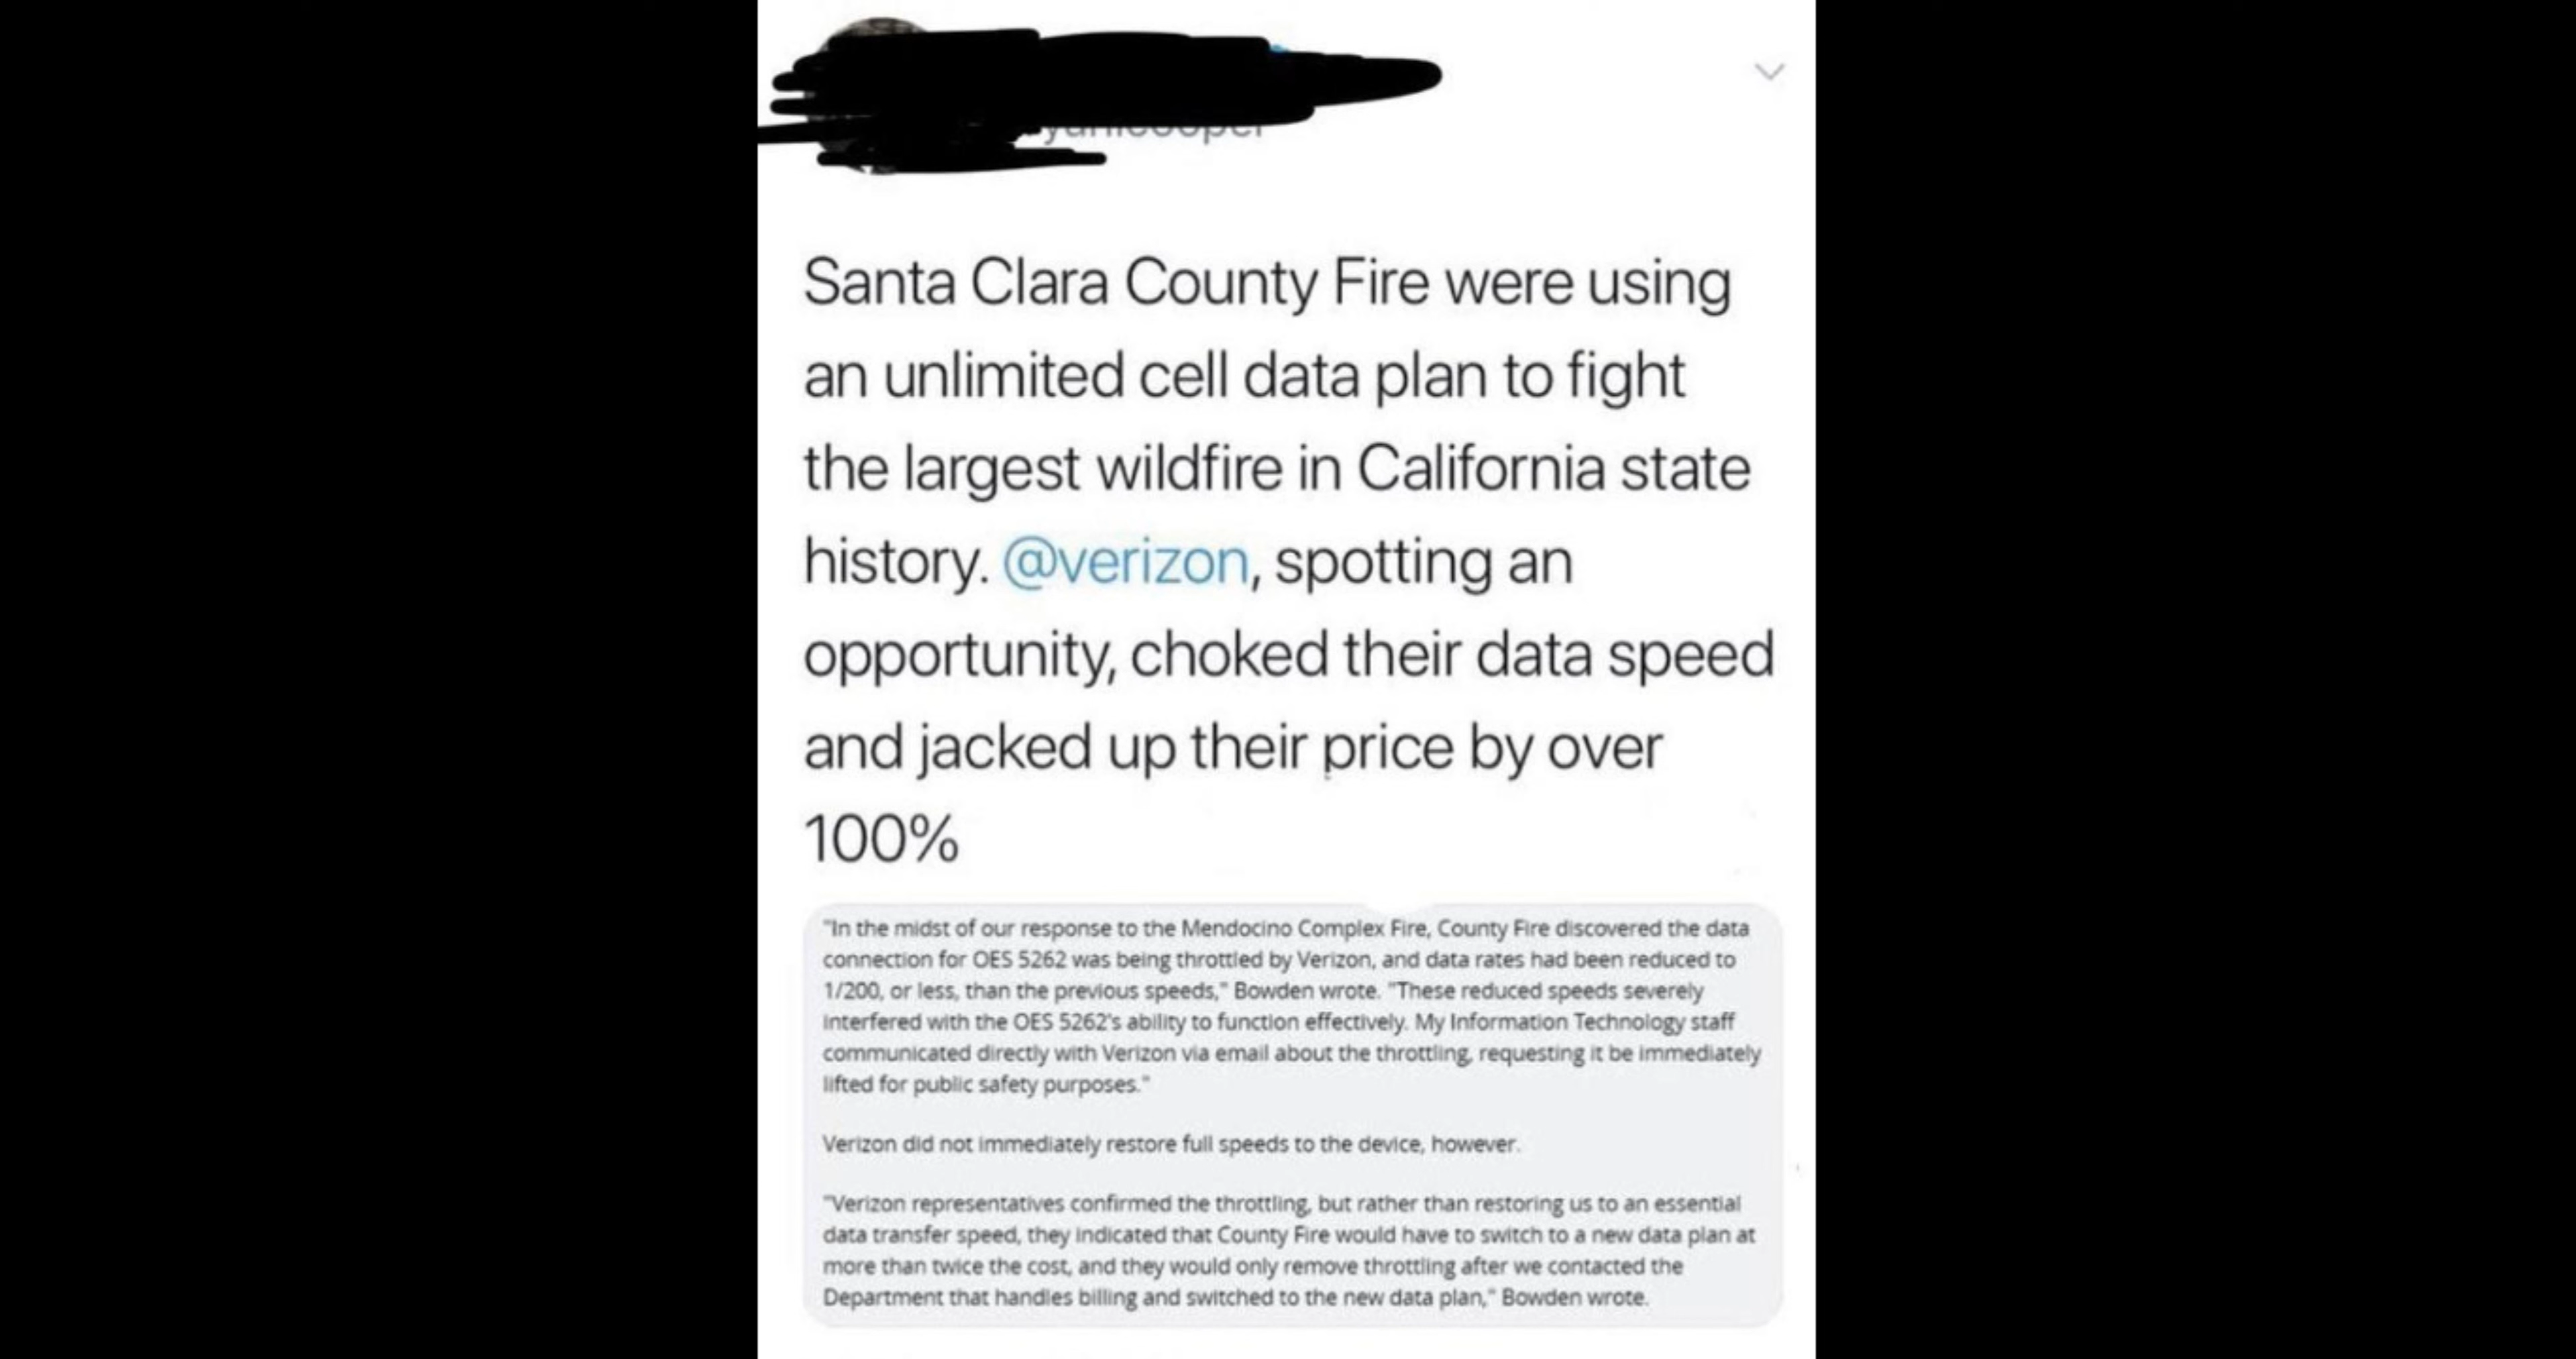 Santa Clara County Fire were using
an unlimited cell data plan to fight
the largest wildfire in California state
history. @verizon, spotting an
opportunity, choked their data speed
and jacked up their price by over
100%
"In the midst of our response to the Mendocino Complex Fire, County Fire discovered the data
connection for OES 5262 was being throttled by Verizon, and data rates had been reduced to
1/200, or less, than the previous speeds," Bowden wrote. "These reduced speeds severely
interfered with the OES 5262's ability to function effectively. My Information Technology staff
communicated directly with Verizon via email about the throttling, requesting it be immediately
lifted for public safety purposes."
Verizon did not immediately restore full speeds to the device, however.
"Verizon representatives confirmed the throttling, but rather than restoring us to an essential
data transfer speed, they indicated that County Fire would have to switch to a new data plan at
more than twice the cost, and they would only remove throttling after we contacted the
Department that handles billing and switched to the new data plan," Bowden wrote.